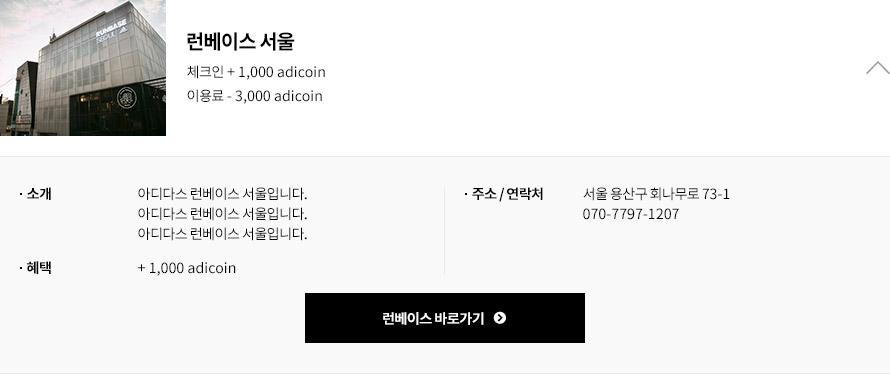 RUNBASE
SEOUL
런베이스 서울
체크인 + 1,000 adicoin
이용료 - 3,000 adicoin
· 소개
아디다스 런베이스 서울입니다.
아디다스 런베이스 서울입니다.
아디다스 런베이스 서울입니다.
· 혜택
+ 1,000 adicoin
· 주소 / 연락처
서울 용산구 회나무로 73-1
070-7797-1207
런베이스 바로가기